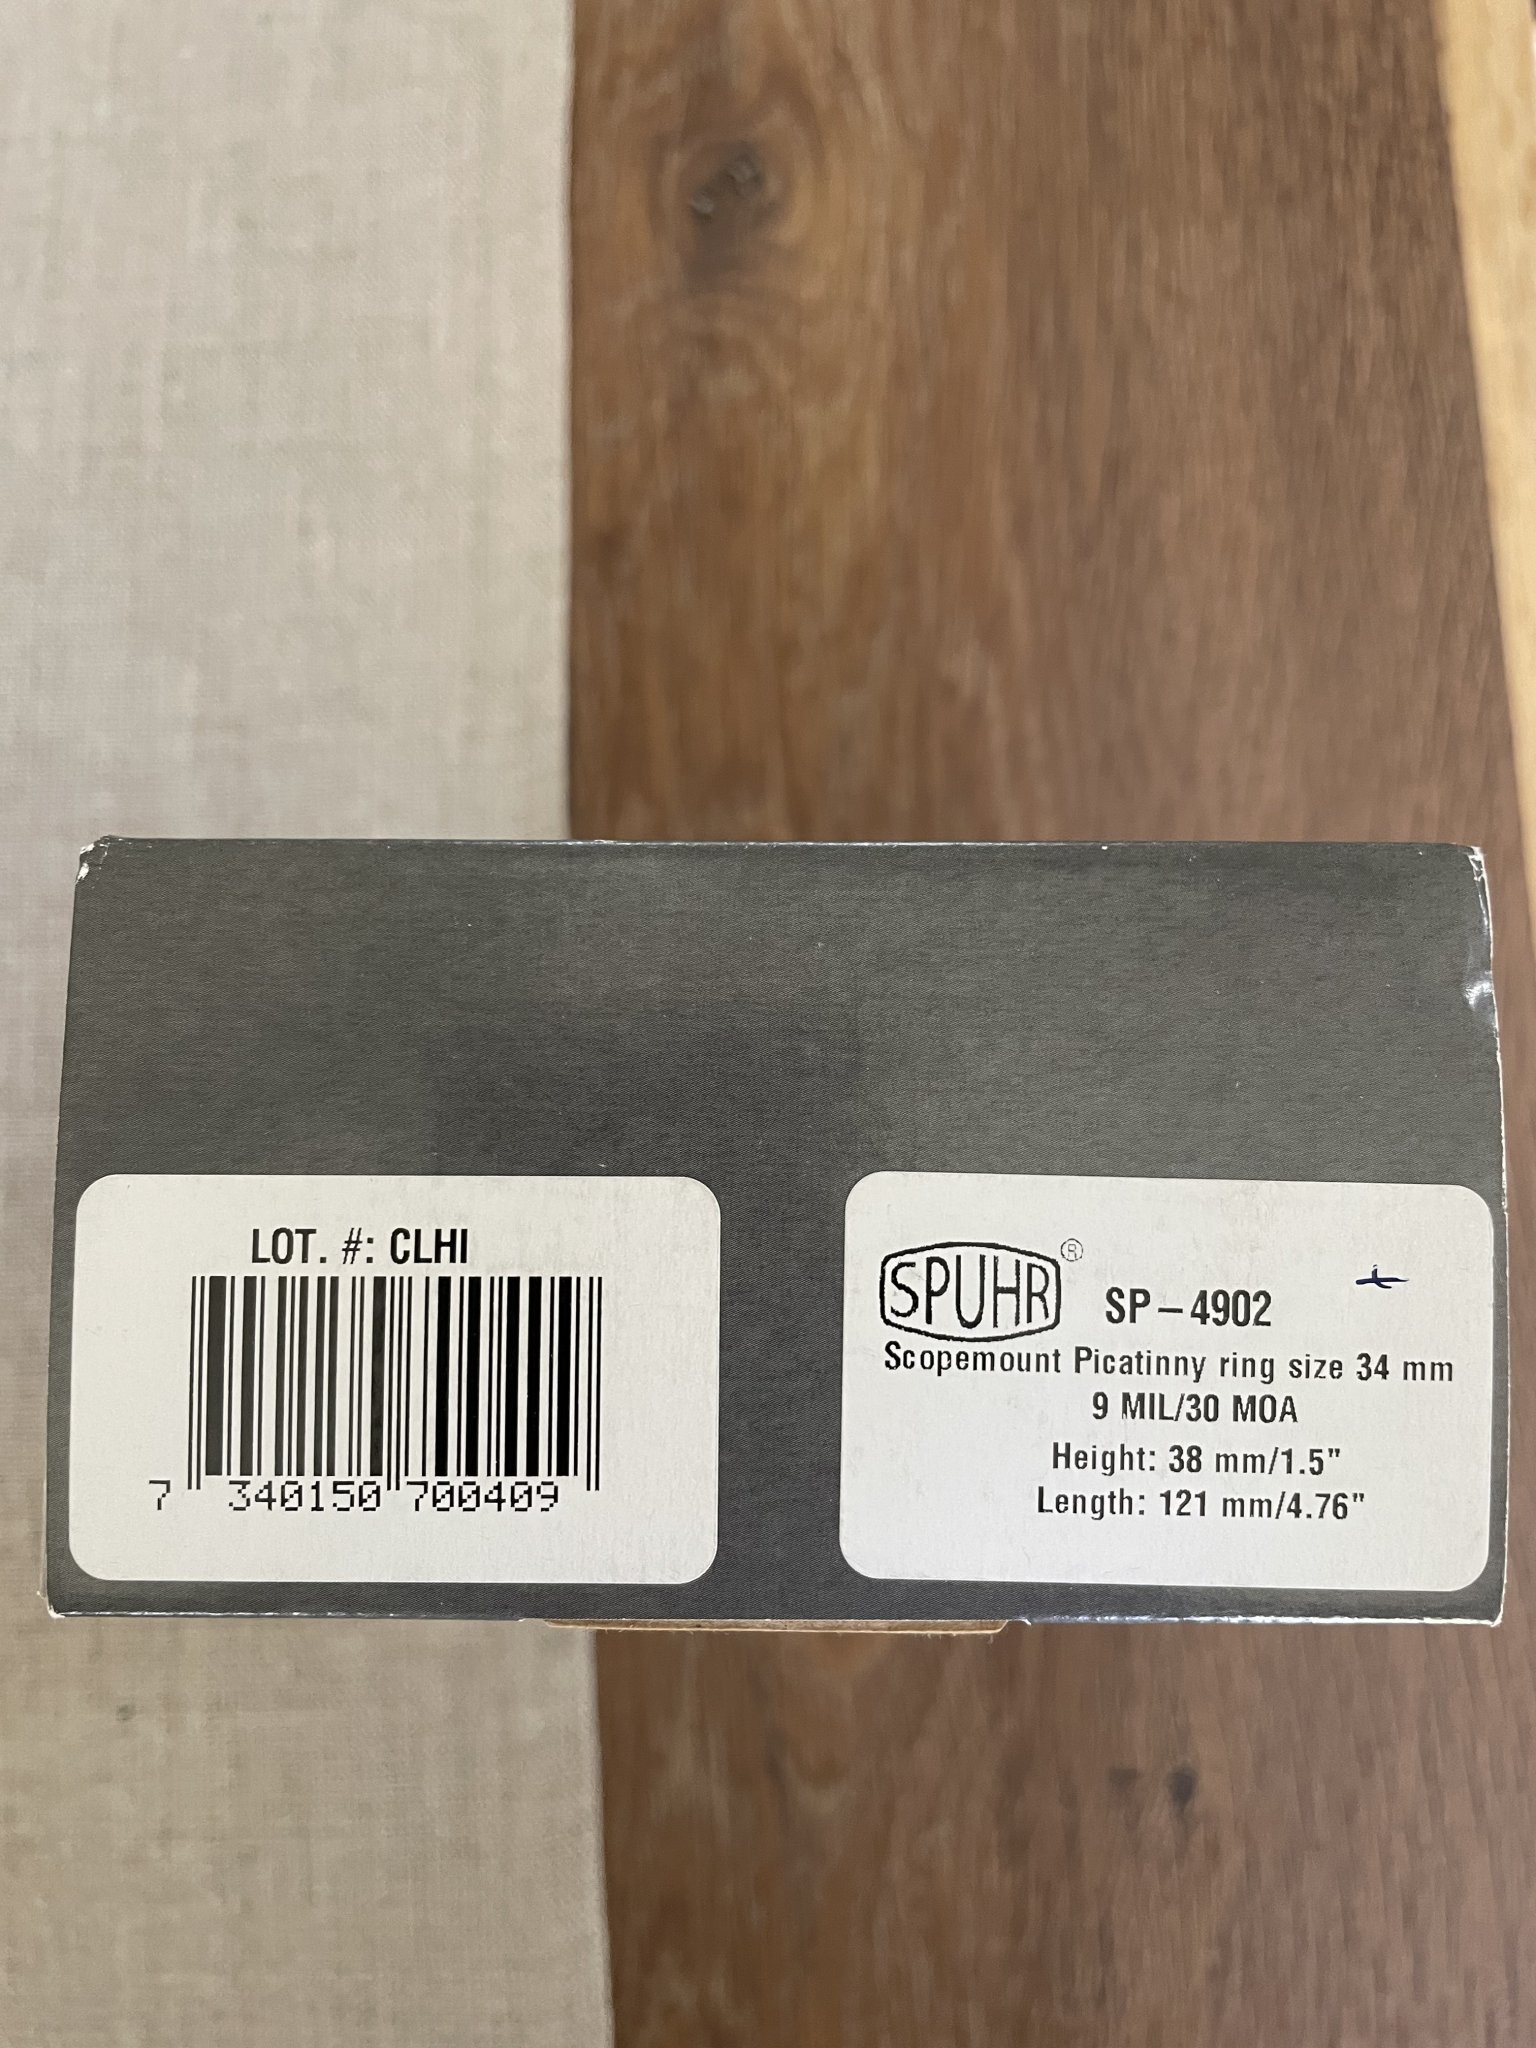 LOT. #: CLHI
7 340150 700409
SPUHR® SP-4902
Scopemount Picatinny ring size 34 mm
9 MIL/30 MOA
Height: 38 mm/1.5"
Length: 121 mm/4.76"